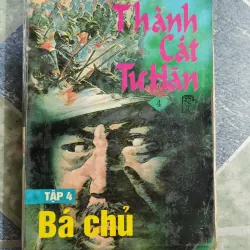 Thành
Cát
Tư Hãn
4
TẬP 4
Bá chủ